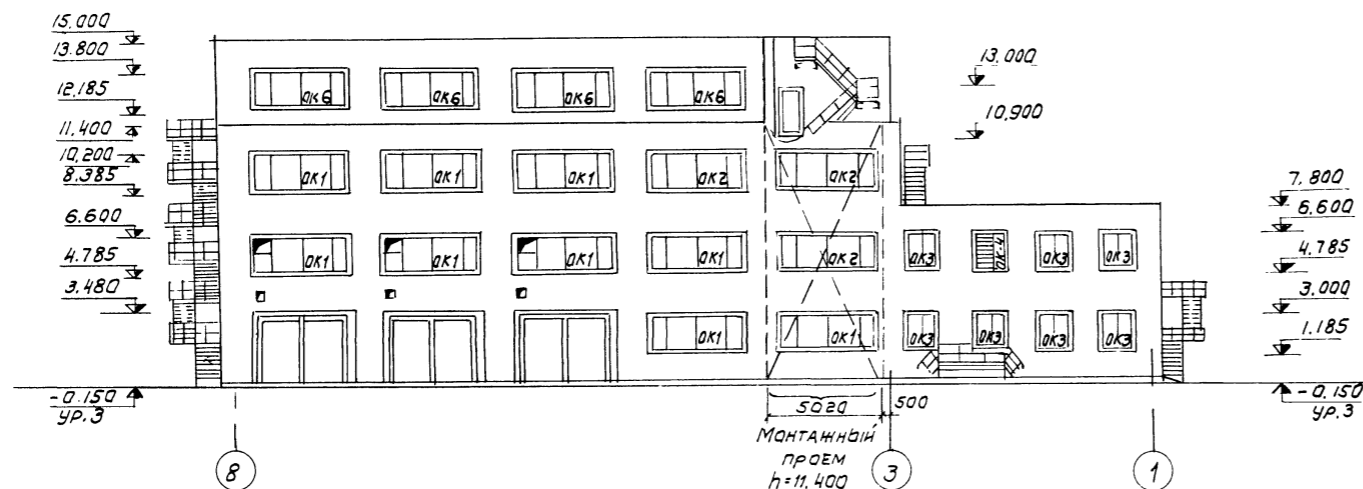 15,000
13.800
12,185
11,400
10,200
8.385
6.600
4.785
3.480
-0.150
УР.З
ОК6 ОК6 ОК6 ОК6
ОК1 ОК1 ОК1 ОК2 ОК2
ОК1 ОК1 ОК1 ОК1 ОК2 ОК3 ОК-4 ОК3 ОК3
ОК1 ОК1 ОК3 ОК3 ОК3 ОК3
13,000
10,900
7.800
6.600
4.785
3.000
1.185
-0.150
УР.З
5020 500
МОНТАЖНЫЙ
ПРОЕМ
h=11,400
8 3 1